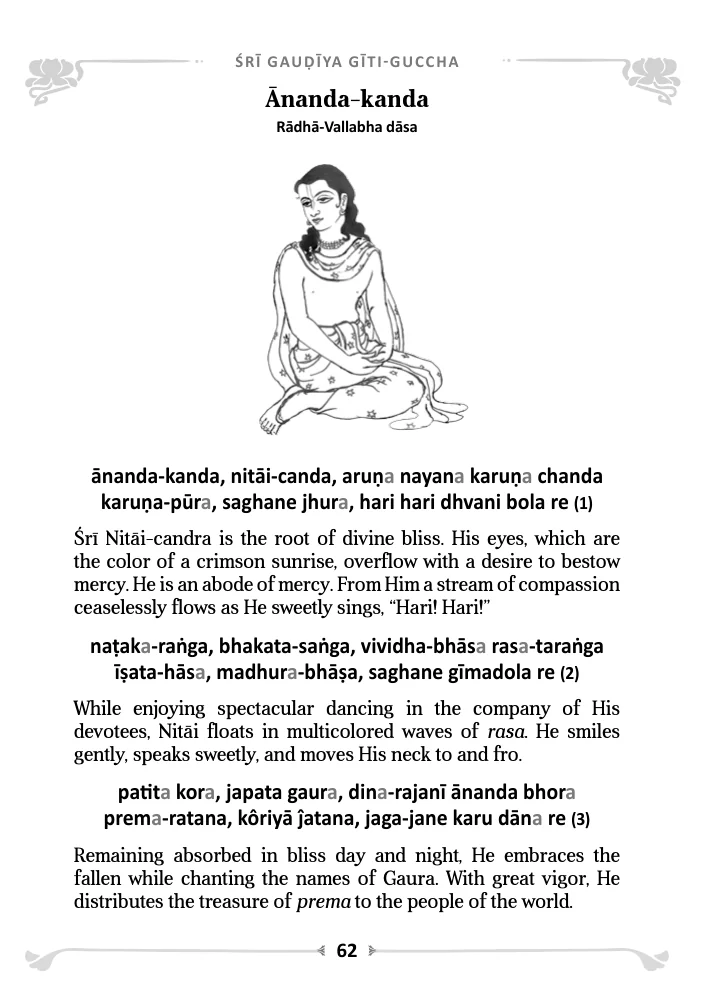 ŚRĪ GAUḌĪYA GĪTI-GUCCHA
Ānanda-kanda
Rādhā-Vallabha dāsa
ānanda-kanda, nitāi-canda, aruṇa nayana karuṇa chanda
karuṇa-pūra, saghane jhura, hari hari dhvani bola re (1)
Śrī Nitāi-candra is the root of divine bliss. His eyes, which are
the color of a crimson sunrise, overflow with a desire to bestow
mercy. He is an abode of mercy. From Him a stream of compassion
ceaselessly flows as He sweetly sings, “Hari! Hari!”
naṭaka-raṅga, bhakata-saṅga, vividha-bhāsa rasa-taraṅga
īṣata-hāsa, madhura-bhāṣa, saghane gīmadola re (2)
While enjoying spectacular dancing in the company of His
devotees, Nitāi floats in multicolored waves of rasa. He smiles
gently, speaks sweetly, and moves His neck to and fro.
patita kora, japata gaura, dina-rajanī ānanda bhora
prema-ratana, kôriyā ĵatana, jaga-jane karu dāna re (3)
Remaining absorbed in bliss day and night, He embraces the
fallen while chanting the names of Gaura. With great vigor, He
distributes the treasure of prema to the people of the world.
62